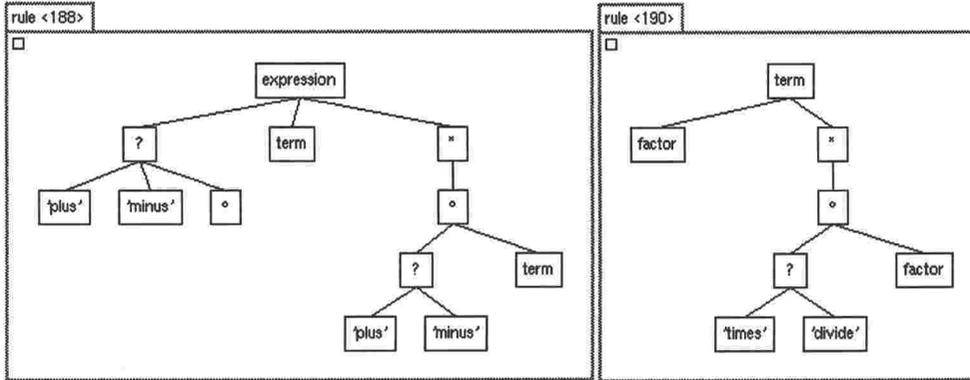 rule <188>
rule <190>
expression
term
?
term
*
factor
*
'plus'
'minus'
o
o
o
?
term
?
factor
'plus'
'minus'
'times'
'divide'